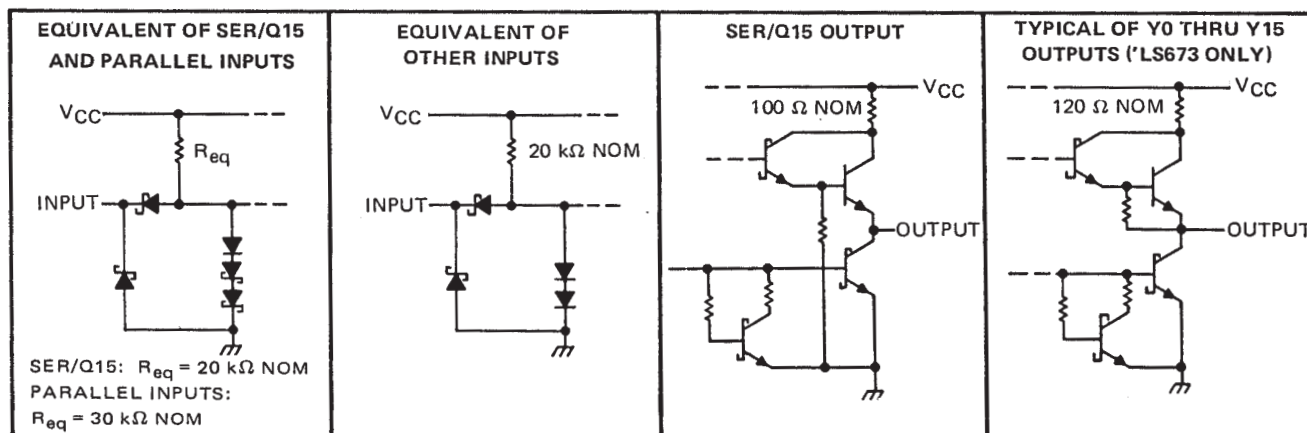 EQUIVALENT OF SER/Q15
AND PARALLEL INPUTS
VCC
Req
INPUT
SER/Q15: Req = 20 kΩ NOM
PARALLEL INPUTS:
Req = 30 kΩ NOM
EQUIVALENT OF
OTHER INPUTS
VCC
20 kΩ NOM
INPUT
SER/Q15 OUTPUT
VCC
100 Ω NOM
OUTPUT
TYPICAL OF Y0 THRU Y15
OUTPUTS ('LS673 ONLY)
VCC
120 Ω NOM
OUTPUT